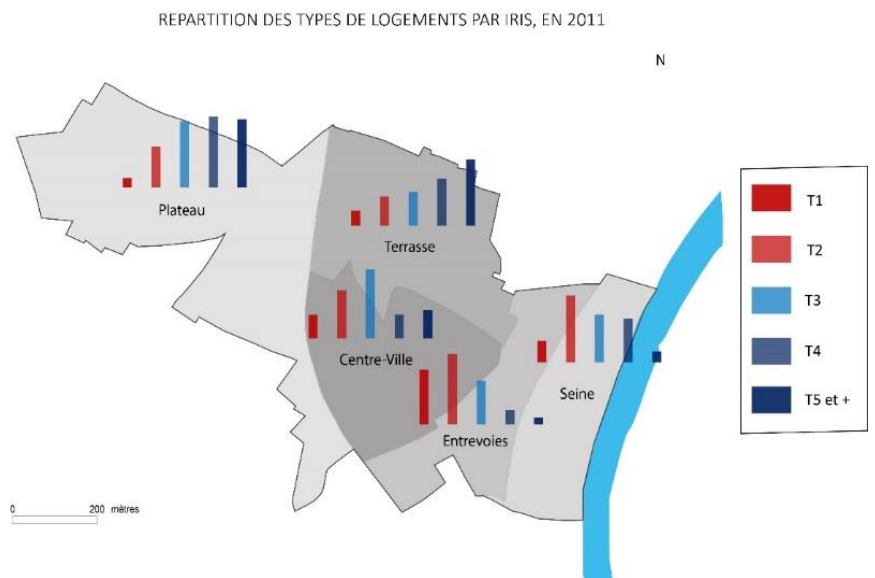 REPARTITION DES TYPES DE LOGEMENTS PAR IRIS, EN 2011
N
Plateau
Terrasse
Centre-Ville
Seine
Entrevoies
T1
T2
T3
T4
T5 et +
0 200 mètres